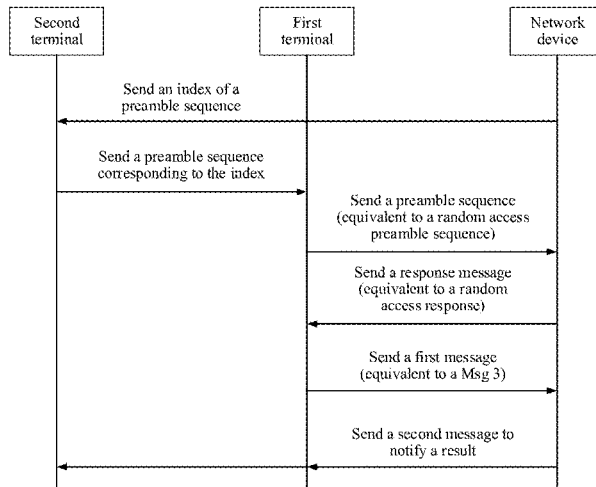 Second
terminal
First
terminal
Network
device
Send an index of a
preamble sequence
Send a preamble sequence
corresponding to the index
Send a preamble sequence
(equivalent to a random access
preamble sequence)
Send a response message
(equivalent to a random
access response)
Send a first message
(equivalent to a Msg 3)
Send a second message to
notify a result